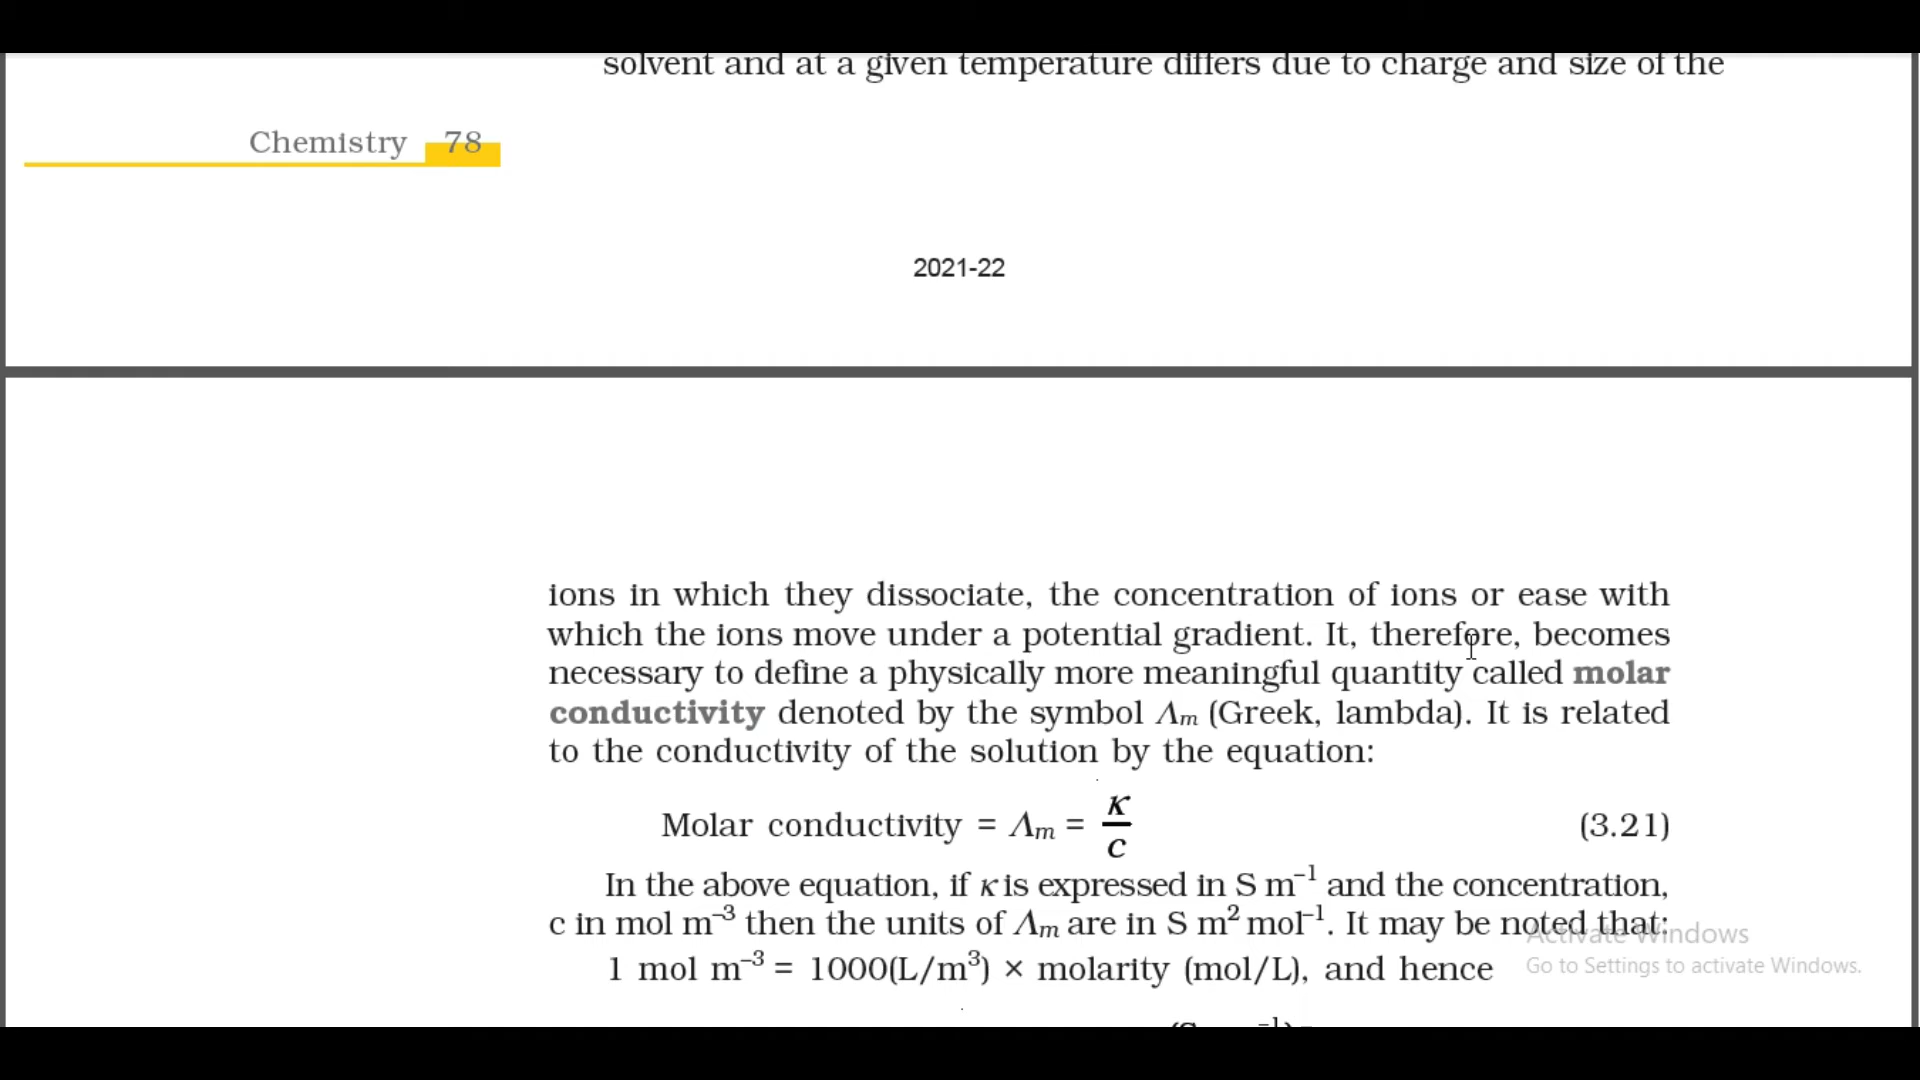 solvent and at a given temperature differs due to charge and size of the
Chemistry 78
2021-22
ions in which they dissociate, the concentration of ions or ease with
which the ions move under a potential gradient. It, therefore, becomes
necessary to define a physically more meaningful quantity called molar
conductivity denoted by the symbol Λm (Greek, lambda). It is related
to the conductivity of the solution by the equation:
Molar conductivity = Λm = κ/c (3.21)
In the above equation, if κ is expressed in S m⁻¹ and the concentration,
c in mol m⁻³ then the units of Λm are in S m² mol⁻¹. It may be noted that:
1 mol m⁻³ = 1000(L/m³) × molarity (mol/L), and hence
Activate Windows
Go to Settings to activate Windows.